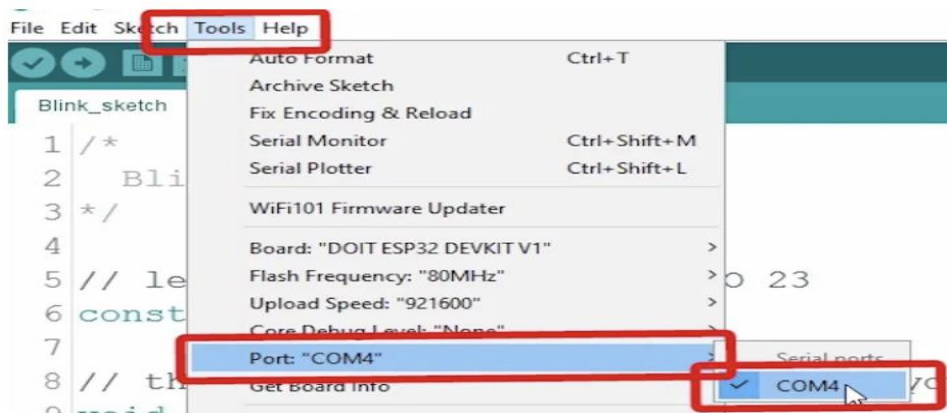 File Edit Sketch Tools Help
Auto Format Ctrl+T
Archive Sketch
Blink_sketch
Fix Encoding & Reload
1 /*
Serial Monitor Ctrl+Shift+M
2 Bli
Serial Plotter Ctrl+Shift+L
3 */
WiFi101 Firmware Updater
4
Board: "DOIT ESP32 DEVKIT V1" >
5 // le O 23
Flash Frequency: "80MHz" >
Upload Speed: "921600" >
6 const
Core Debug Level: "None" >
7
Port: "COM4" >
Serial ports
8 // th
Get Board Info
COM4
9 void